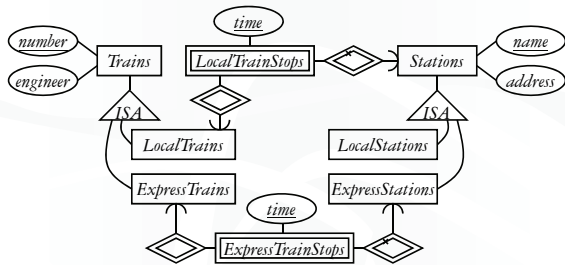 time
number
name
Trains
LocalTrainStops
Stations
engineer
address
ISA
ISA
LocalTrains
LocalStations
ExpressTrains
ExpressStations
time
ExpressTrainStops